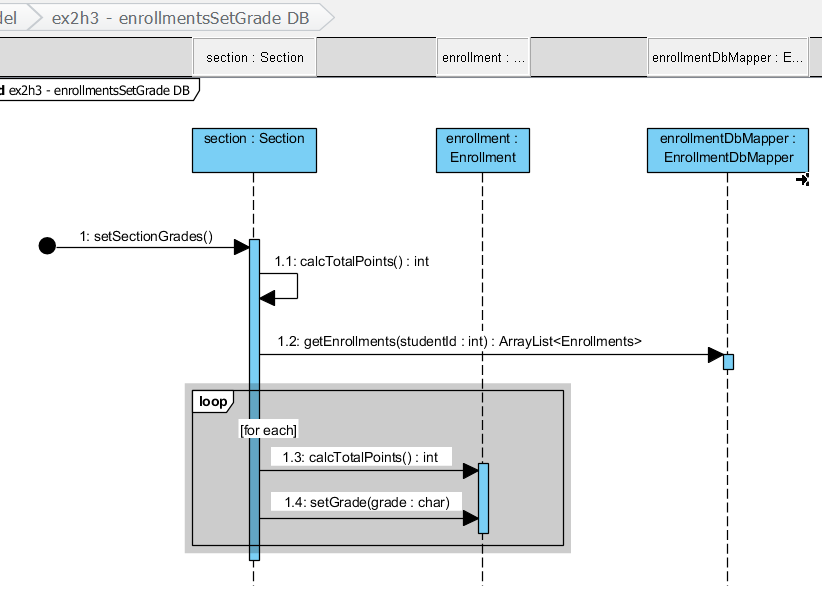 del
ex2h3 - enrollmentsSetGrade DB
section : Section
enrollment : ...
enrollmentDbMapper : E...
d ex2h3 - enrollmentsSetGrade DB
section : Section
enrollment :
Enrollment
enrollmentDbMapper :
EnrollmentDbMapper
1: setSectionGrades()
1.1: calcTotalPoints() : int
1.2: getEnrollments(studentId : int) : ArrayList<Enrollments>
loop
[for each]
1.3: calcTotalPoints() : int
1.4: setGrade(grade : char)